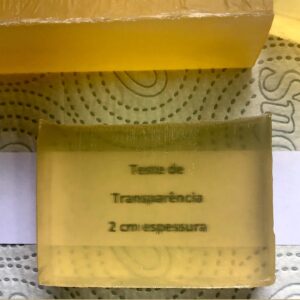 Teste de
Transparência
2 cm espessura